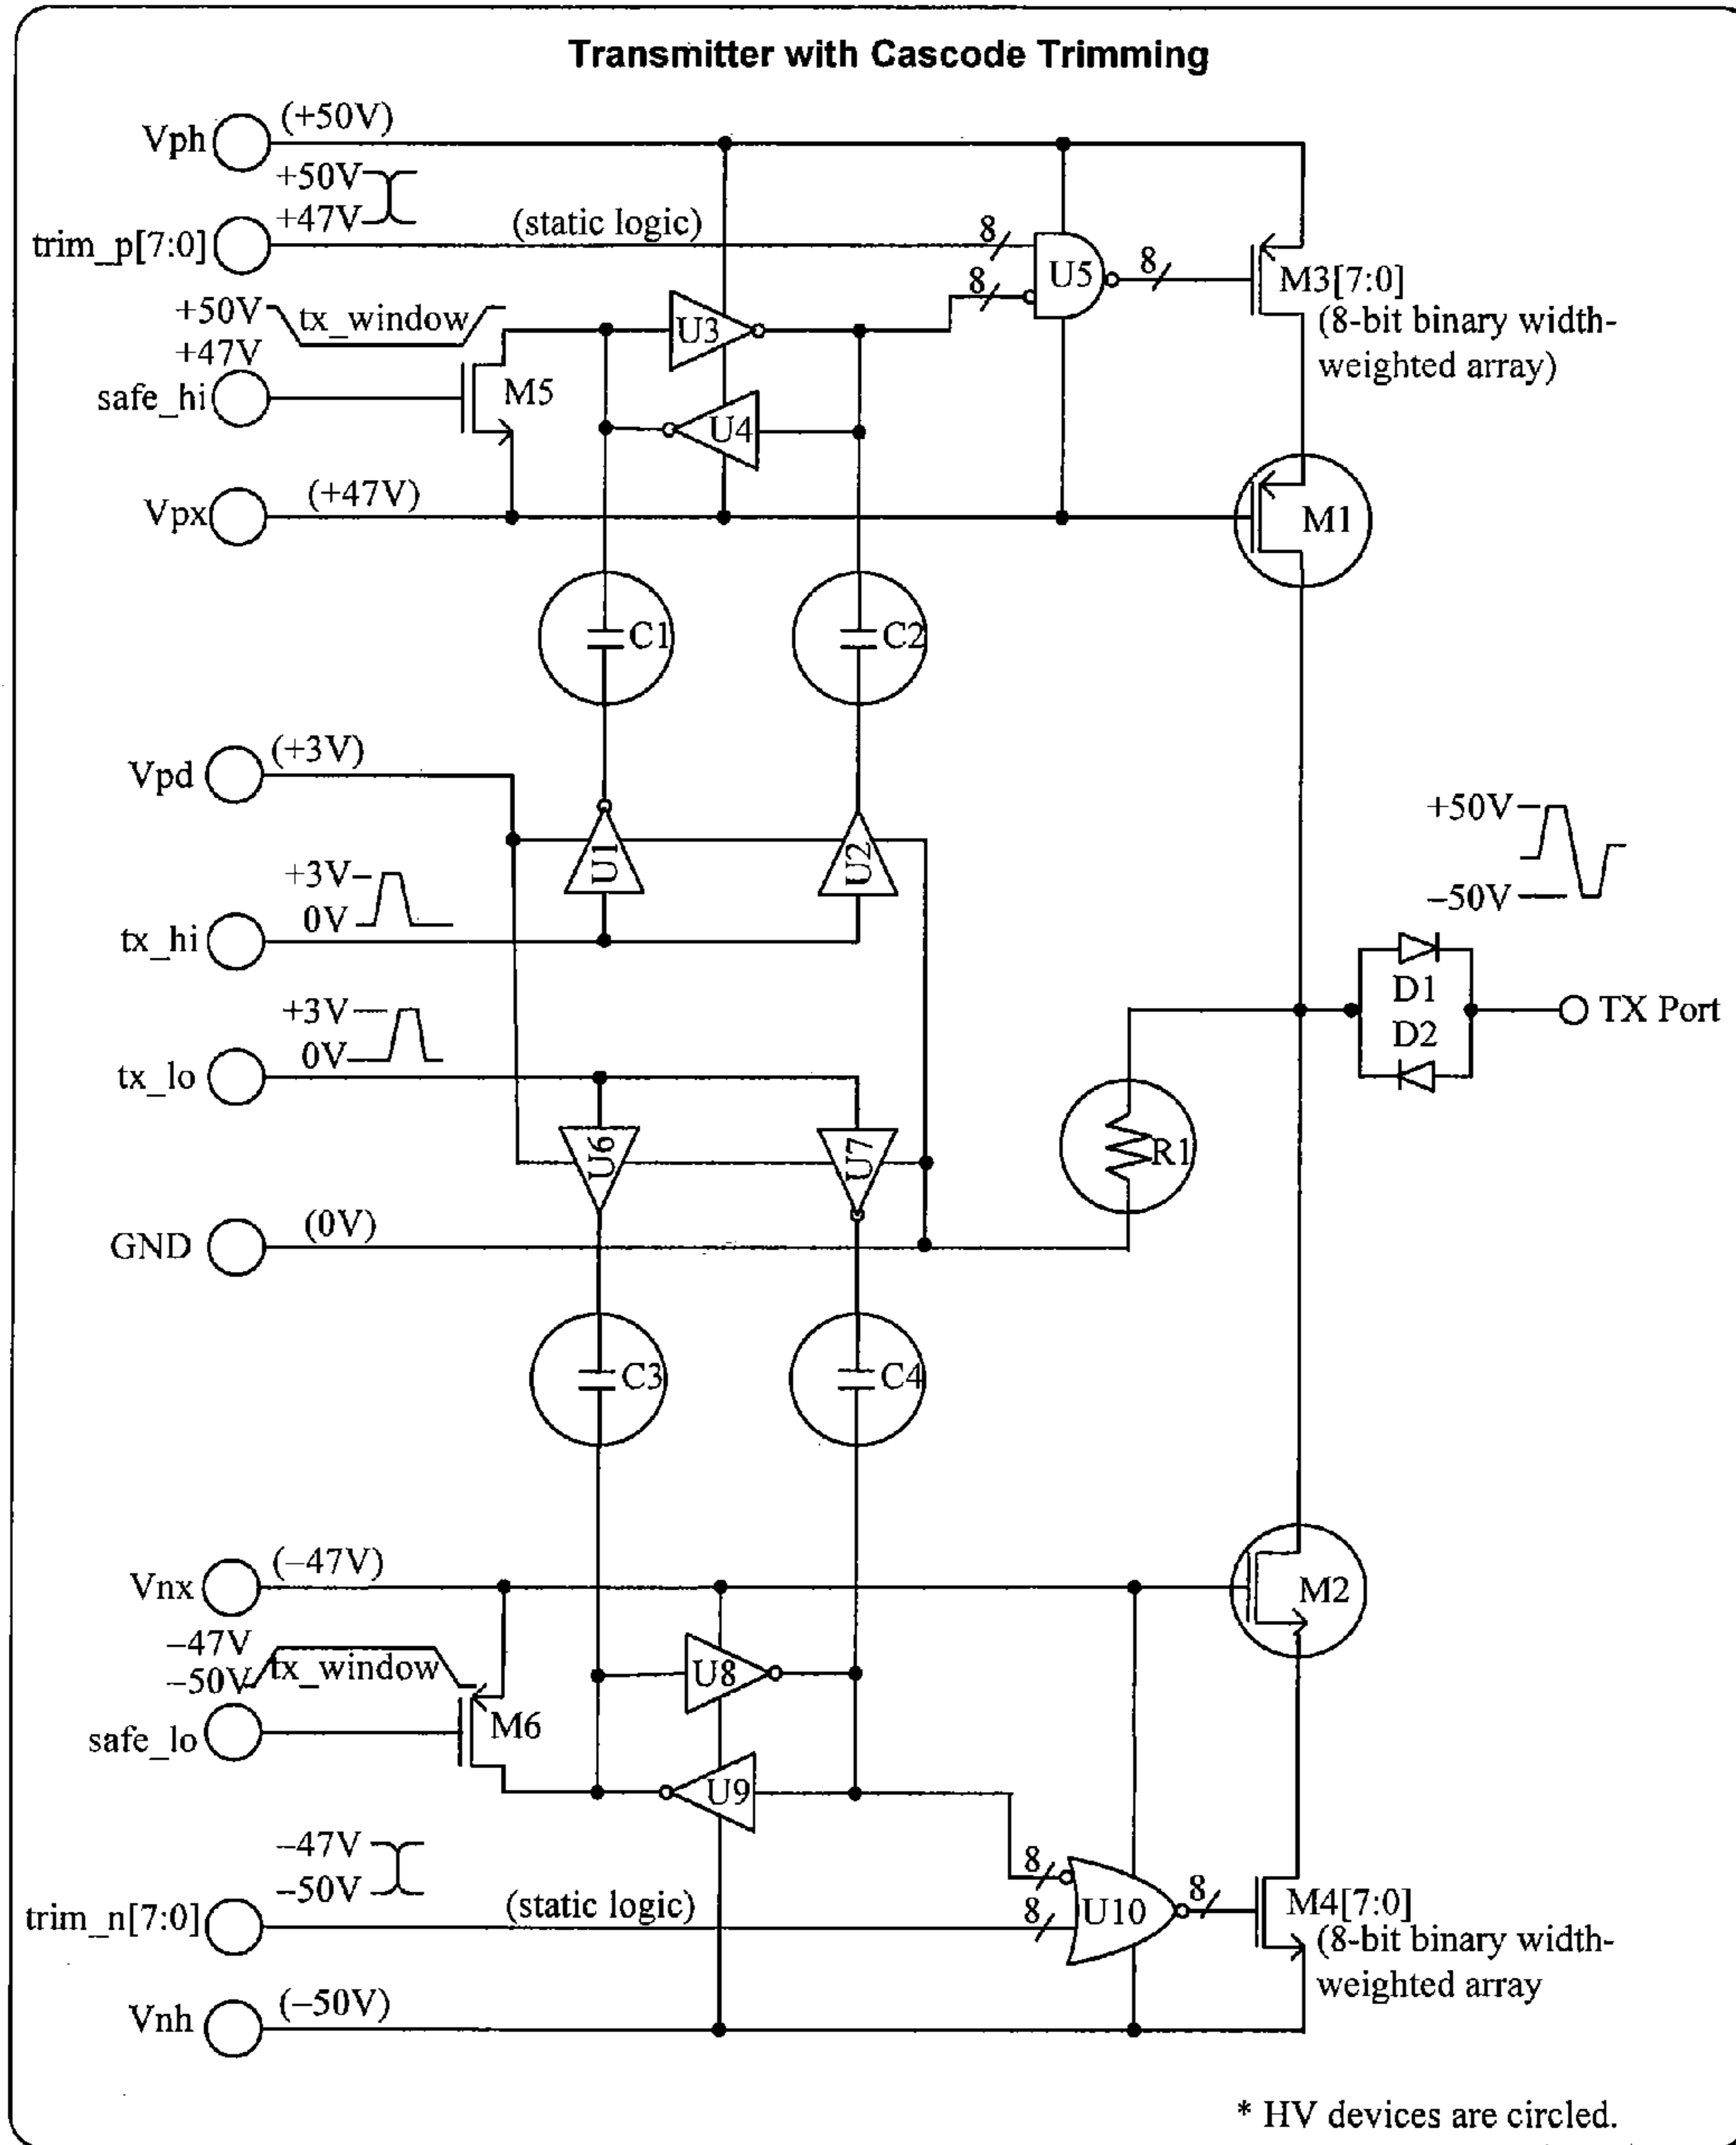 Transmitter with Cascode Trimming
Vph
(+50V)
+50V
+47V
trim_p[7:0]
(static logic)
8
8
U5
8
M3[7:0]
(8-bit binary width-
weighted array)
+50V
tx_window
+47V
safe_hi
M5
U3
U4
Vpx
(+47V)
M1
C1
C2
Vpd
(+3V)
U1
U2
+3V
0V
tx_hi
+50V
–50V
+3V
0V
tx_lo
D1
D2
TX Port
U6
U7
R1
GND
(0V)
C3
C4
Vnx
(–47V)
M2
–47V
–50V
tx_window
safe_lo
M6
U8
U9
–47V
–50V
trim_n[7:0]
(static logic)
8
8
U10
8
M4[7:0]
(8-bit binary width-
weighted array
Vnh
(–50V)
* HV devices are circled.